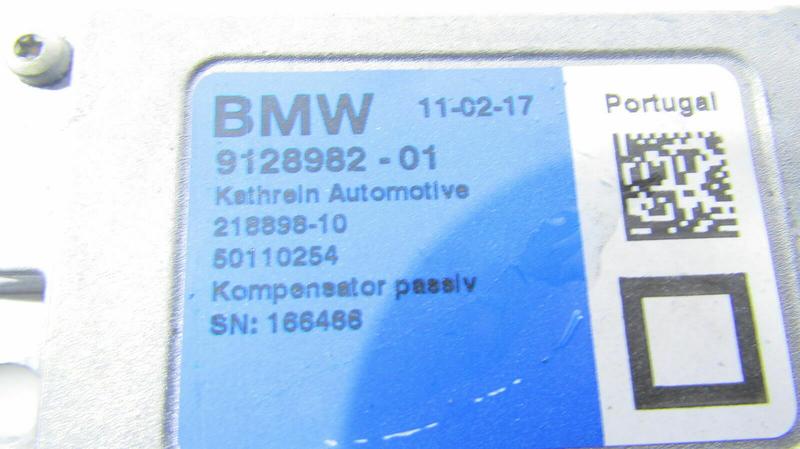 BMW 11-02-17
Portugal
9128982-01
Kathrein Automotive
218898-10
50110254
Kompensator passiv
SN: 166466